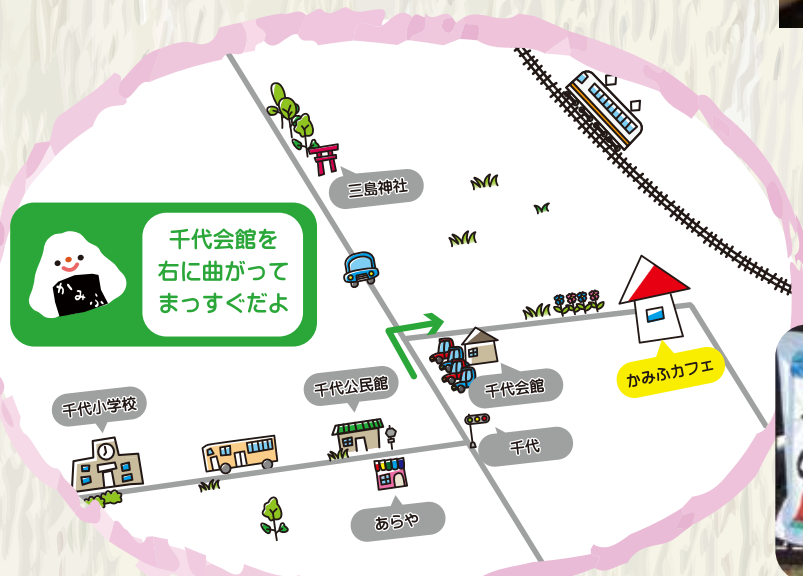 三島神社
千代会館を
右に曲がって
まっすぐだよ
かみふ
かみふカフェ
千代会館
千代公民館
千代小学校
千代
あらや